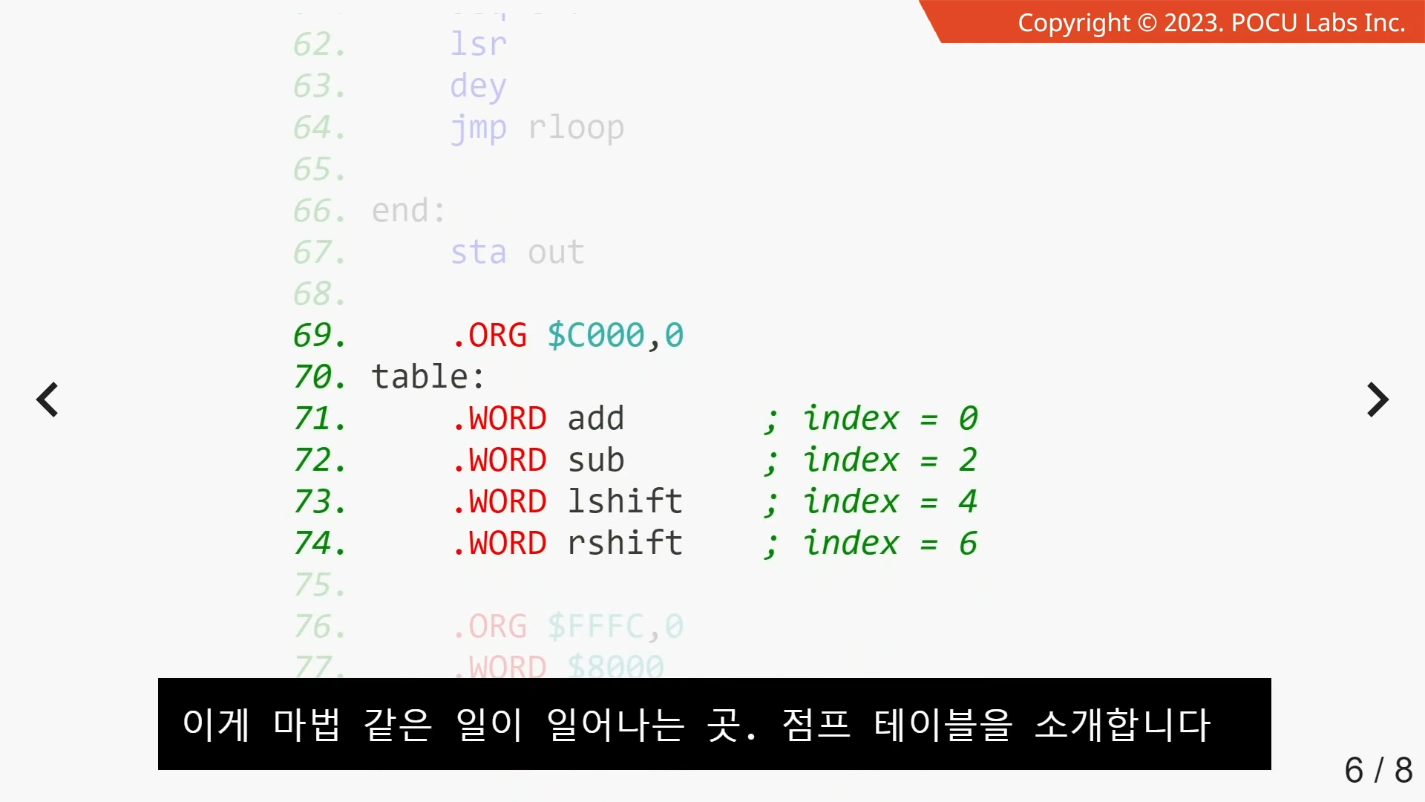 Copyright © 2023. POCU Labs Inc.
62. lsr
63. dey
64. jmp rloop
65.
66. end:
67. sta out
68.
69. .ORG $C000,0
70. table:
71. .WORD add ; index = 0
72. .WORD sub ; index = 2
73. .WORD lshift ; index = 4
74. .WORD rshift ; index = 6
75.
76. .ORG $FFFC,0
77. .WORD $8000
이게 마법 같은 일이 일어나는 곳. 점프 테이블을 소개합니다
6 / 8